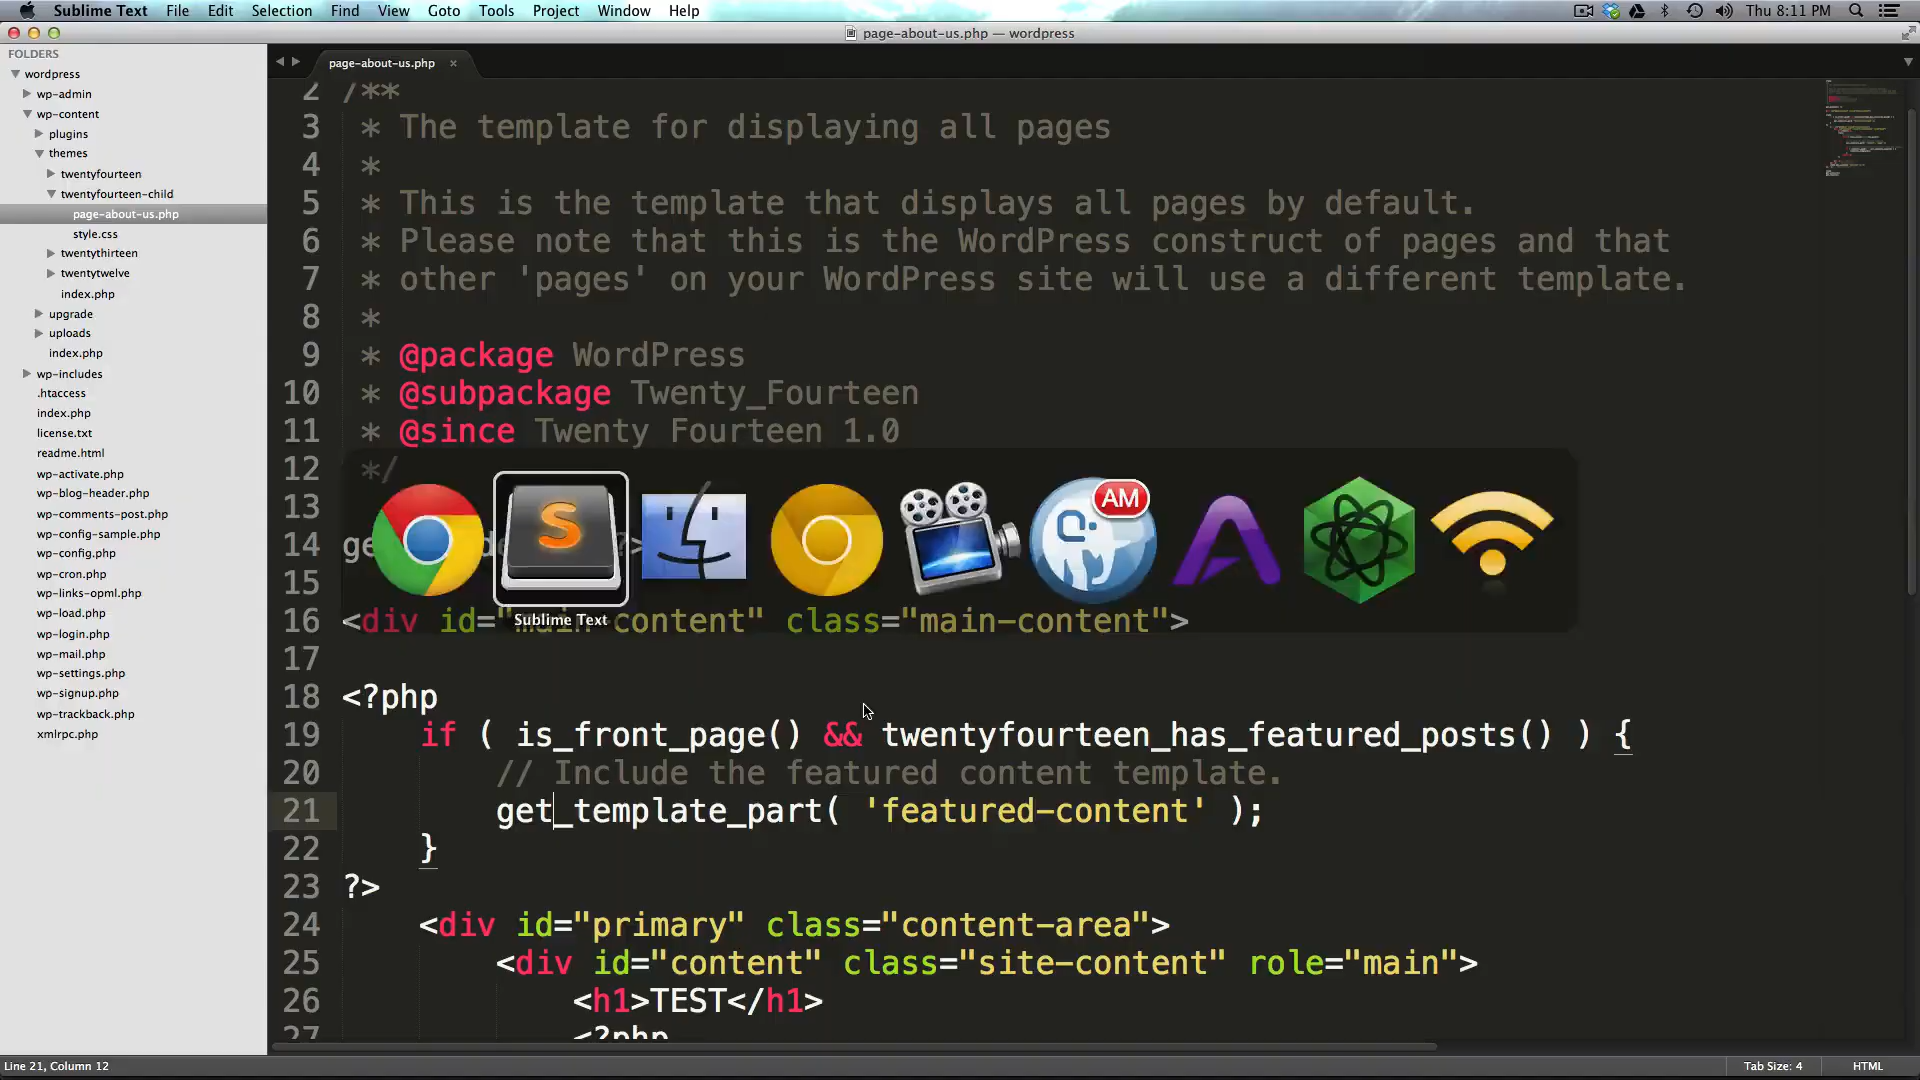 Sublime Text File Edit Selection Find View Goto Tools Project Window Help Thu 8:11 PM
page-about-us.php — wordpress
FOLDERS
wordpress
wp-admin
wp-content
plugins
themes
twentyfourteen
twentyfourteen-child
page-about-us.php
style.css
twentythirteen
twentytwelve
index.php
upgrade
uploads
index.php
wp-includes
.htaccess
index.php
license.txt
readme.html
wp-activate.php
wp-blog-header.php
wp-comments-post.php
wp-config-sample.php
wp-config.php
wp-cron.php
wp-links-opml.php
wp-load.php
wp-login.php
wp-mail.php
wp-settings.php
wp-signup.php
wp-trackback.php
xmlrpc.php
page-about-us.php ×
2 /**
3 * The template for displaying all pages
4 *
5 * This is the template that displays all pages by default.
6 * Please note that this is the WordPress construct of pages and that
7 * other 'pages' on your WordPress site will use a different template.
8 *
9 * @package WordPress
10 * @subpackage Twenty_Fourteen
11 * @since Twenty Fourteen 1.0
12 */
13
14 ge ?>
AM
15
Sublime Text
16 <div id="main-content" class="main-content">
17
18 <?php
19 if ( is_front_page() && twentyfourteen_has_featured_posts() ) {
20 // Include the featured content template.
21 get_template_part( 'featured-content' );
22 }
23 ?>
24 <div id="primary" class="content-area">
25 <div id="content" class="site-content" role="main">
26 <h1>TEST</h1>
27 <?php
Line 21, Column 12 Tab Size: 4 HTML